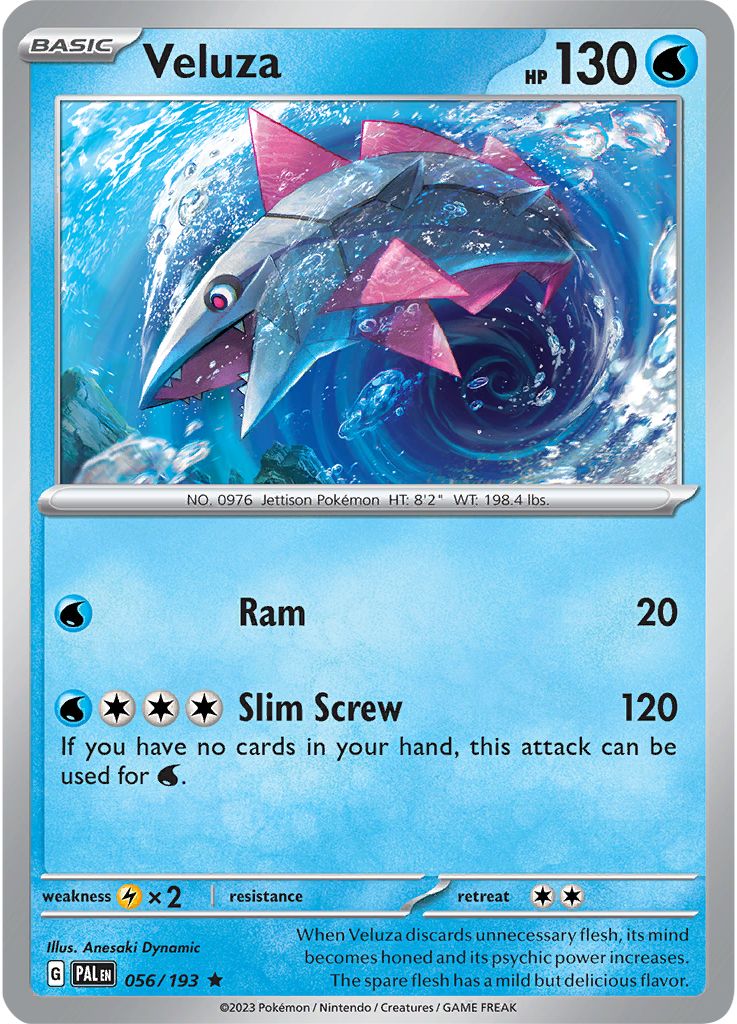 BASIC
Veluza
HP 130
NO. 0976 Jettison Pokémon HT: 8'2" WT: 198.4 lbs.
Ram 20
Slim Screw 120
If you have no cards in your hand, this attack can be
used for .
weakness ×2 resistance retreat
Illus. Anesaki Dynamic
When Veluza discards unnecessary flesh, its mind
becomes honed and its psychic power increases.
The spare flesh has a mild but delicious flavor.
G PAL EN 056/193 ★
©2023 Pokémon / Nintendo / Creatures / GAME FREAK